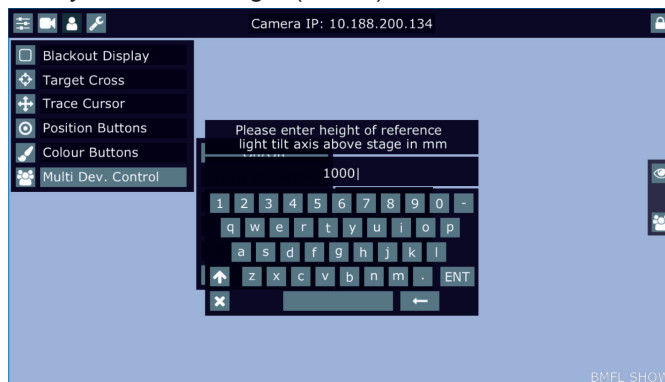 Camera IP: 10.188.200.134
Blackout Display
Target Cross
Trace Cursor
Position Buttons
Colour Buttons
Multi Dev. Control
Please enter height of reference
light tilt axis above stage in mm
1000|
1 2 3 4 5 6 7 8 9 0 -
q w e r t y u i o p
a s d f g h j k l
z x c v b n m . ENT
BMFL SHOW